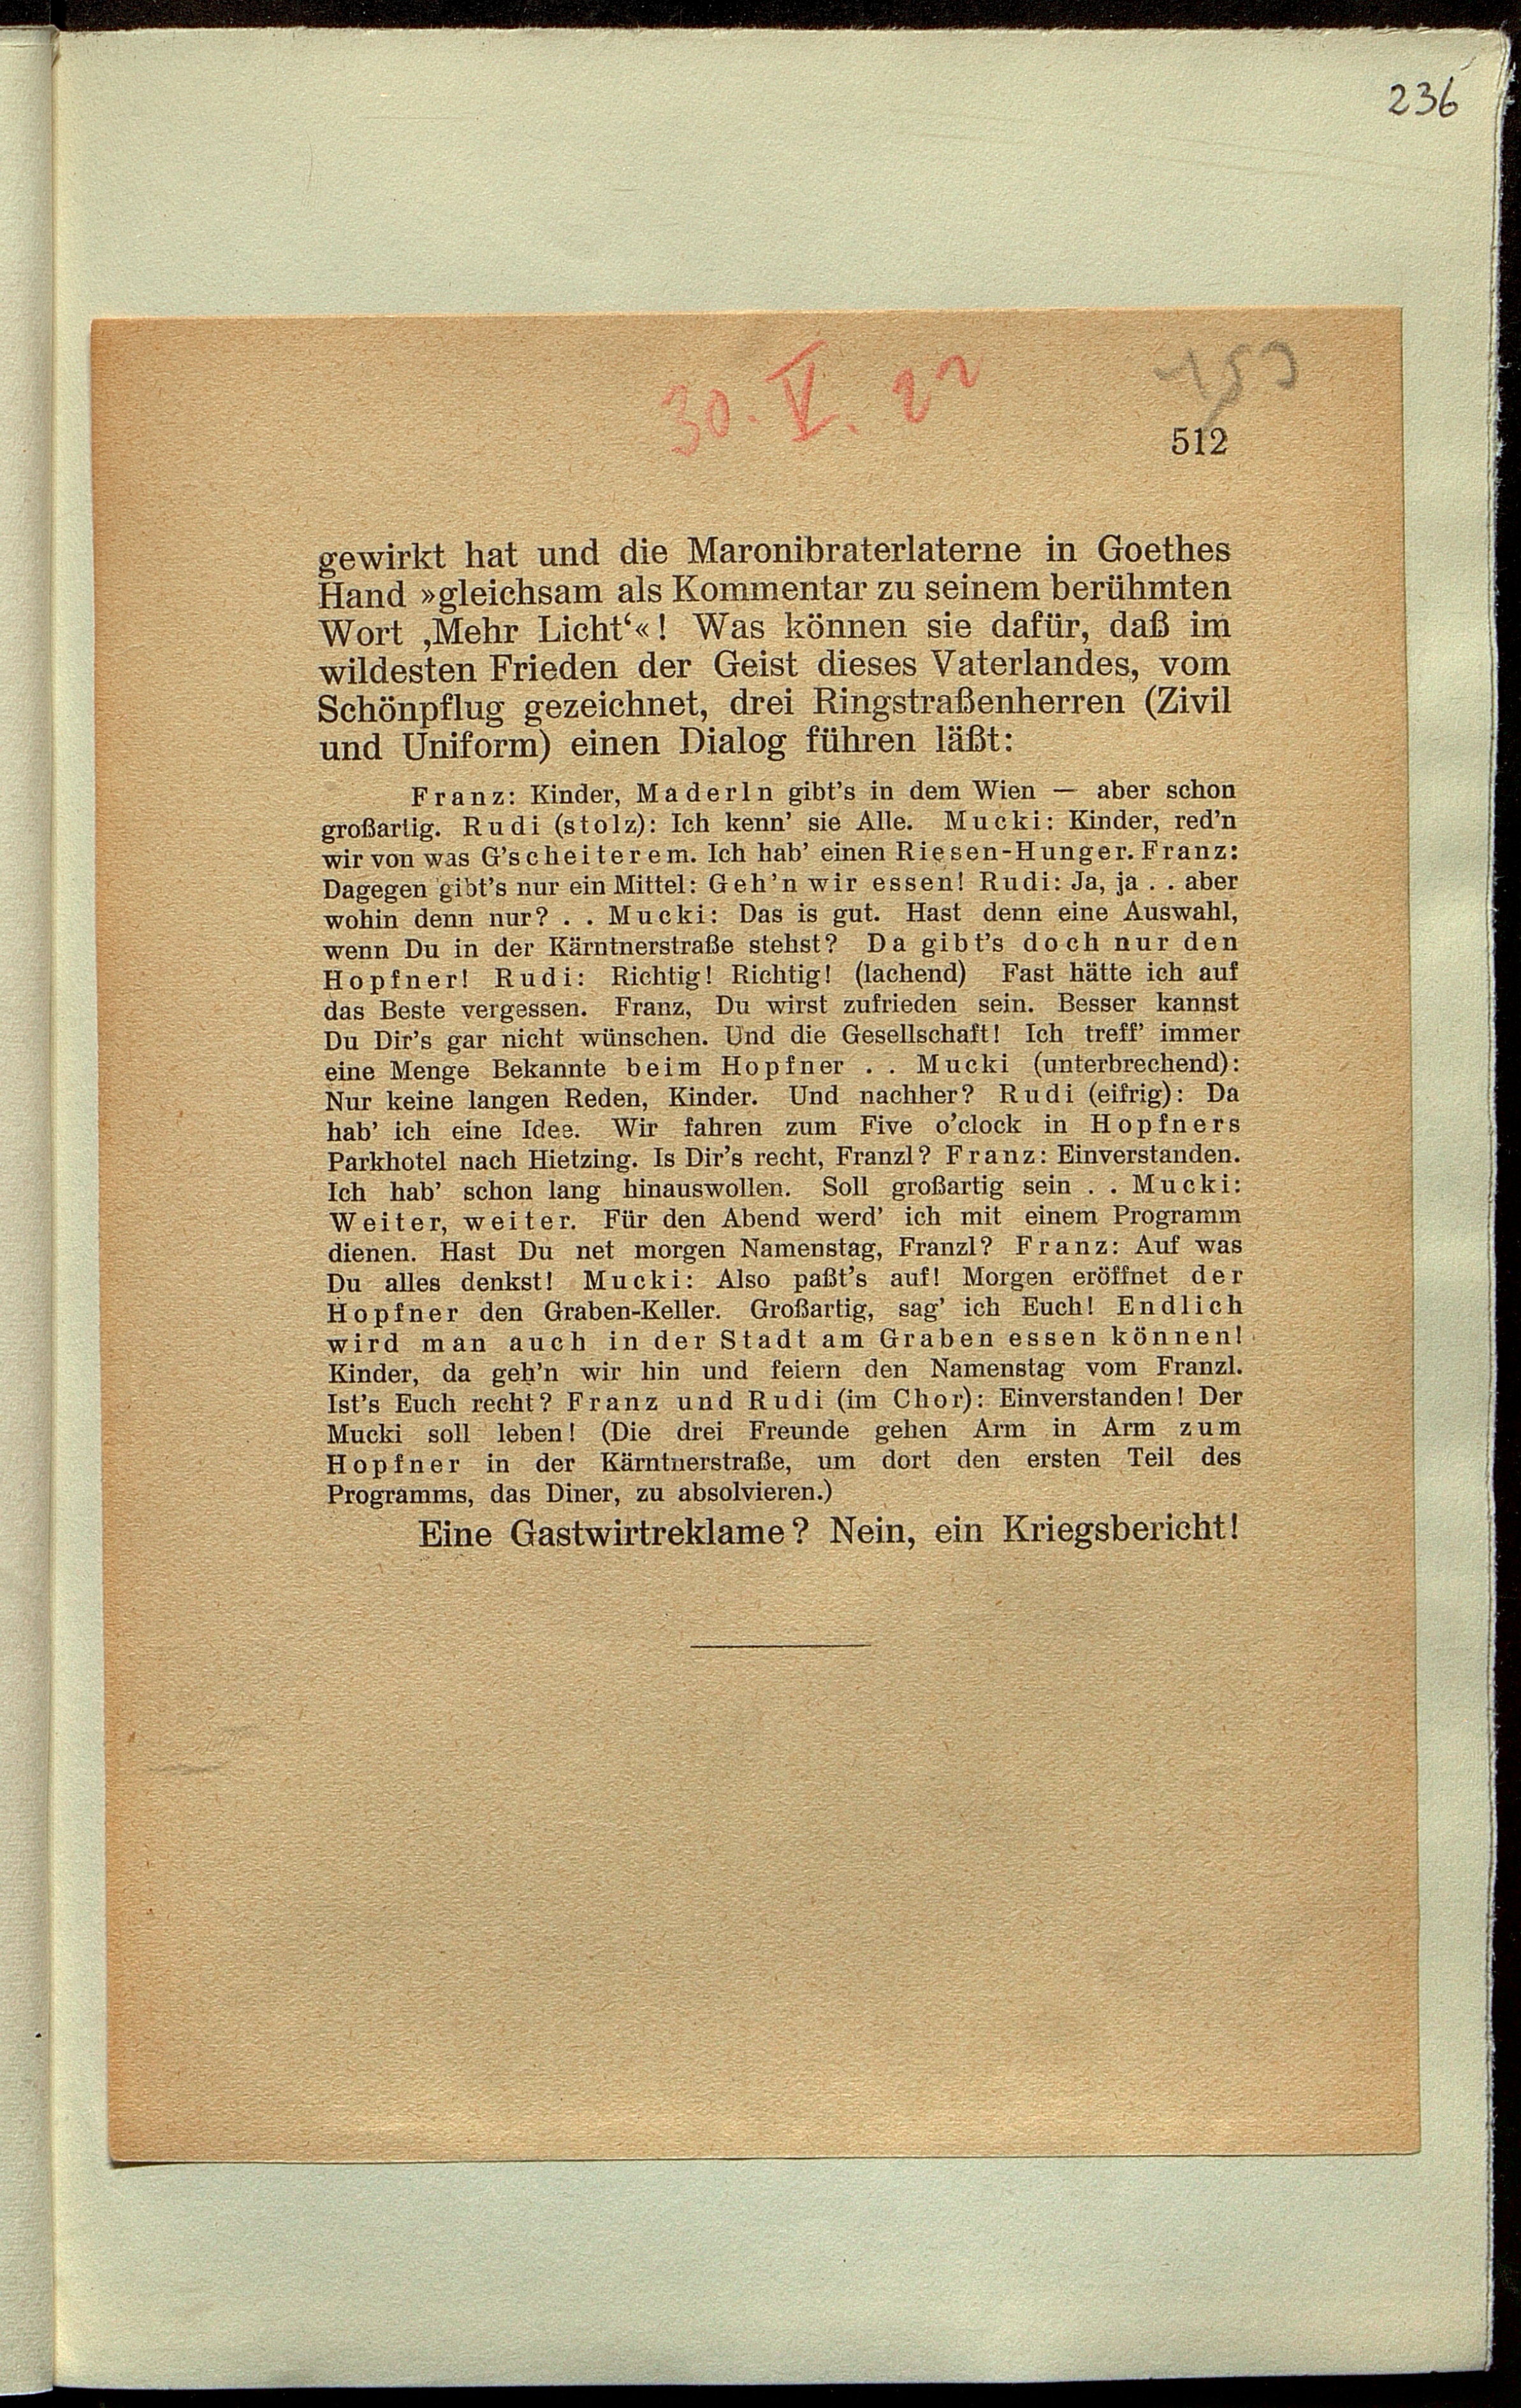 236
30. V. 22
153
512
gewirkt hat und die Maronibraterlaterne in Goethes
Hand »gleichsam als Kommentar zu seinem berühmten
Wort ‚Mehr Licht‘«! Was können sie dafür, daß im
wildesten Frieden der Geist dieses Vaterlandes, vom
Schönpflug gezeichnet, drei Ringstraßenherren (Zivil
und Uniform) einen Dialog führen läßt:
Franz: Kinder, Maderln gibt's in dem Wien — aber schon
großartig. Rudi (stolz): Ich kenn' sie Alle. Mucki: Kinder, red'n
wir von was G'scheiterem. Ich hab' einen Riesen-Hunger. Franz:
Dagegen gibt's nur ein Mittel: Geh'n wir essen! Rudi: Ja, ja . . aber
wohin denn nur? . . Mucki: Das is gut. Hast denn eine Auswahl,
wenn Du in der Kärntnerstraße stehst? Da gibt's doch nur den
Hopfner! Rudi: Richtig! Richtig! (lachend) Fast hätte ich auf
das Beste vergessen. Franz, Du wirst zufrieden sein. Besser kannst
Du Dir's gar nicht wünschen. Und die Gesellschaft! Ich treff' immer
eine Menge Bekannte beim Hopfner . . Mucki (unterbrechend):
Nur keine langen Reden, Kinder. Und nachher? Rudi (eifrig): Da
hab' ich eine Idee. Wir fahren zum Five o'clock in Hopfners
Parkhotel nach Hietzing. Is Dir's recht, Franzl? Franz: Einverstanden.
Ich hab' schon lang hinauswollen. Soll großartig sein . . Mucki:
Weiter, weiter. Für den Abend werd' ich mit einem Programm
dienen. Hast Du net morgen Namenstag, Franzl? Franz: Auf was
Du alles denkst! Mucki: Also paßt's auf! Morgen eröffnet der
Hopfner den Graben-Keller. Großartig, sag' ich Euch! Endlich
wird man auch in der Stadt am Graben essen können!
Kinder, da geh'n wir hin und feiern den Namenstag vom Franzl.
Ist's Euch recht? Franz und Rudi (im Chor): Einverstanden! Der
Mucki soll leben! (Die drei Freunde gehen Arm in Arm zum
Hopfner in der Kärntnerstraße, um dort den ersten Teil des
Programms, das Diner, zu absolvieren.)
Eine Gastwirtreklame? Nein, ein Kriegsbericht!